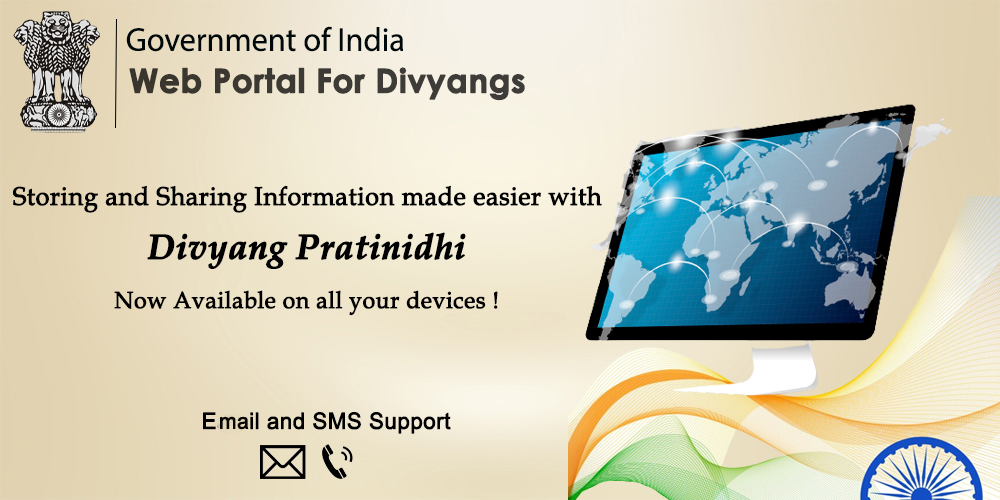 Government of India
Web Portal For Divyangs
Storing and Sharing Information made easier with
Divyang Pratinidhi
Now Available on all your devices !
Email and SMS Support